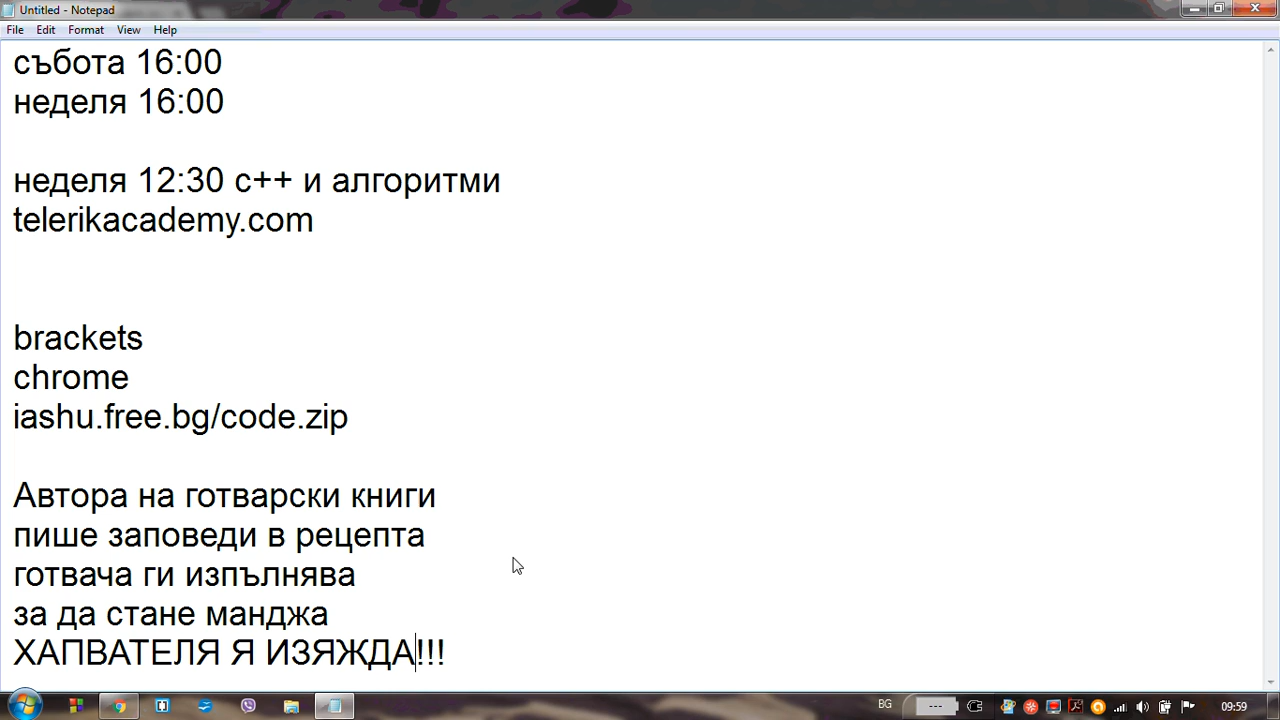 Untitled - Notepad
File Edit Format View Help
събота 16:00
неделя 16:00
неделя 12:30 c++ и алгоритми
telerikacademy.com
brackets
chrome
iashu.free.bg/code.zip
Автора на готварски книги
пише заповеди в рецепта
готвача ги изпълнява
за да стане манджа
ХАПВАТЕЛЯ Я ИЗЯЖДА!!!
BG --- 09:59